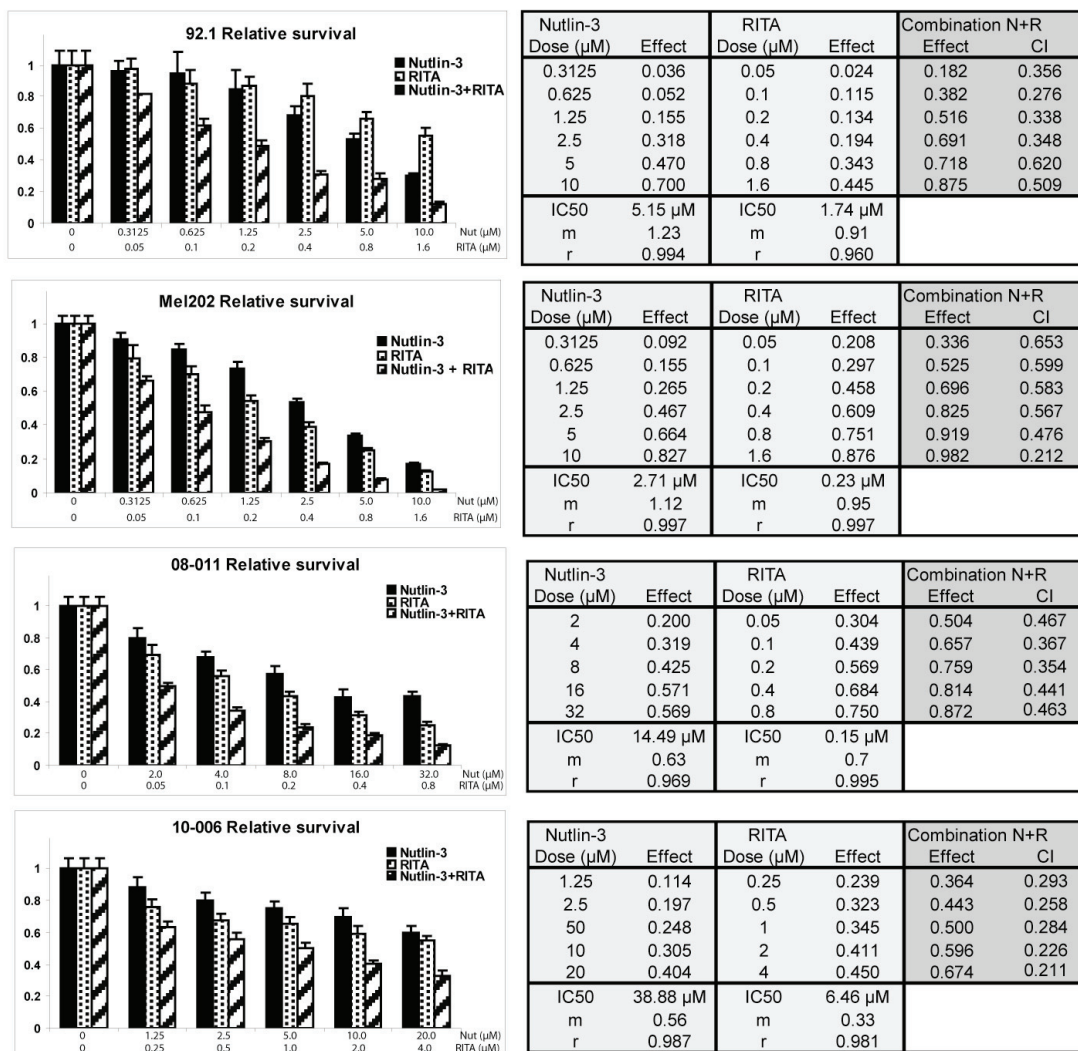 92.1 Relative survival
Nutlin-3
RITA
Nutlin-3+RITA
1
0.8
0.6
0.4
0.2
0
0 0.3125 0.625 1.25 2.5 5.0 10.0 Nut (µM)
0 0.05 0.1 0.2 0.4 0.8 1.6 RITA (µM)
Nutlin-3 RITA Combination N+R
Dose (µM) Effect Dose (µM) Effect Effect CI
0.3125 0.036 0.05 0.024 0.182 0.356
0.625 0.052 0.1 0.115 0.382 0.276
1.25 0.155 0.2 0.134 0.516 0.338
2.5 0.318 0.4 0.194 0.691 0.348
5 0.470 0.8 0.343 0.718 0.620
10 0.700 1.6 0.445 0.875 0.509
IC50 5.15 µM IC50 1.74 µM
m 1.23 m 0.91
r 0.994 r 0.960
Mel202 Relative survival
Nutlin-3
RITA
Nutlin-3 + RITA
1
0.8
0.6
0.4
0.2
0
0 0.3125 0.625 1.25 2.5 5.0 10.0 Nut (µM)
0 0.05 0.1 0.2 0.4 0.8 1.6 RITA (µM)
Nutlin-3 RITA Combination N+R
Dose (µM) Effect Dose (µM) Effect Effect CI
0.3125 0.092 0.05 0.208 0.336 0.653
0.625 0.155 0.1 0.297 0.525 0.599
1.25 0.265 0.2 0.458 0.696 0.583
2.5 0.467 0.4 0.609 0.825 0.567
5 0.664 0.8 0.751 0.919 0.476
10 0.827 1.6 0.876 0.982 0.212
IC50 2.71 µM IC50 0.23 µM
m 1.12 m 0.95
r 0.997 r 0.997
08-011 Relative survival
Nutlin-3
RITA
Nutlin-3+RITA
1
0.8
0.6
0.4
0.2
0
0 2.0 4.0 8.0 16.0 32.0 Nut (µM)
0 0.05 0.1 0.2 0.4 0.8 RITA (µM)
Nutlin-3 RITA Combination N+R
Dose (µM) Effect Dose (µM) Effect Effect CI
2 0.200 0.05 0.304 0.504 0.467
4 0.319 0.1 0.439 0.657 0.367
8 0.425 0.2 0.569 0.759 0.354
16 0.571 0.4 0.684 0.814 0.441
32 0.569 0.8 0.750 0.872 0.463
IC50 14.49 µM IC50 0.15 µM
m 0.63 m 0.7
r 0.969 r 0.995
10-006 Relative survival
Nutlin-3
RITA
Nutlin-3+RITA
1
0.8
0.6
0.4
0.2
0
0 1.25 2.5 5.0 10.0 20.0 Nut (µM)
0 0.25 0.5 1.0 2.0 4.0 RITA (µM)
Nutlin-3 RITA Combination N+R
Dose (µM) Effect Dose (µM) Effect Effect CI
1.25 0.114 0.25 0.239 0.364 0.293
2.5 0.197 0.5 0.323 0.443 0.258
50 0.248 1 0.345 0.500 0.284
10 0.305 2 0.411 0.596 0.226
20 0.404 4 0.450 0.674 0.211
IC50 38.88 µM IC50 6.46 µM
m 0.56 m 0.33
r 0.987 r 0.981